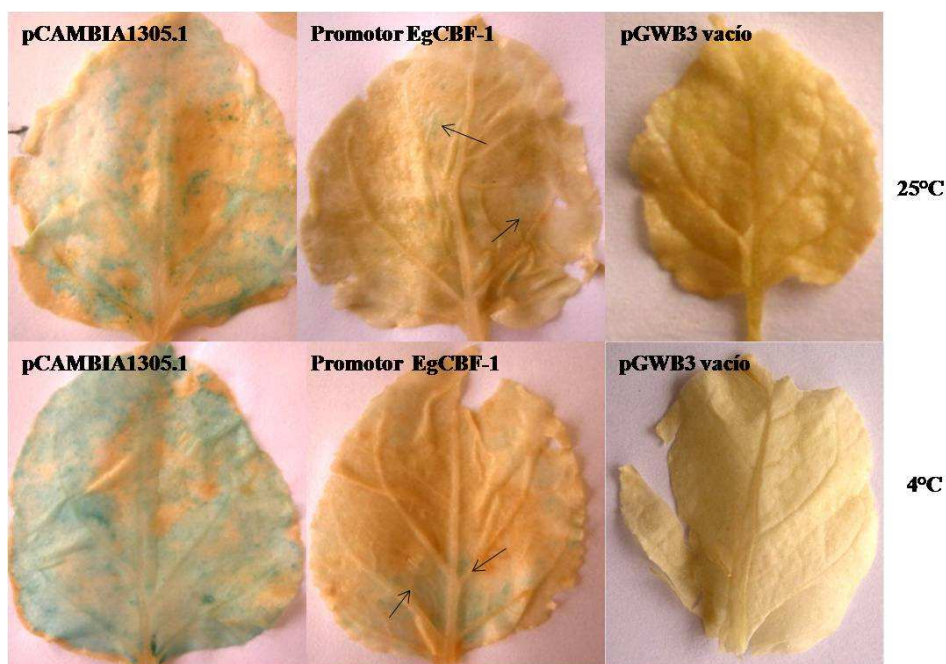 pCAMBIA1305.1
Promotor EgCBF-1
pGWB3 vacío
25ºC
pCAMBIA1305.1
Promotor EgCBF-1
pGWB3 vacío
4ºC